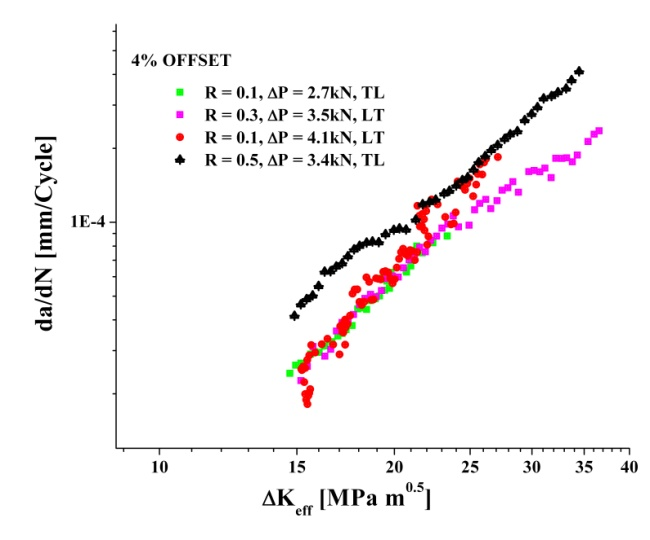 4% OFFSET
R = 0.1, ΔP = 2.7kN, TL
R = 0.3, ΔP = 3.5kN, LT
R = 0.1, ΔP = 4.1kN, LT
R = 0.5, ΔP = 3.4kN, TL
da/dN [mm/Cycle]
1E-4
10 15 20 25 30 35 40
ΔK_eff [MPa m^0.5]